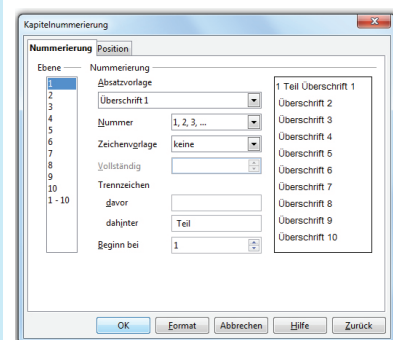 Kapitelnummerierung
Nummerierung Position
Ebene Nummerierung
1
2
3
4
5
6
7
8
9
10
1 - 10
Absatzvorlage
Überschrift 1
Nummer 1, 2, 3, ...
Zeichenvorlage keine
Vollständig
Trennzeichen
davor
dahinter Teil
Beginn bei 1
1 Teil Überschrift 1
Überschrift 2
Überschrift 3
Überschrift 4
Überschrift 5
Überschrift 6
Überschrift 7
Überschrift 8
Überschrift 9
Überschrift 10
OK Format Abbrechen Hilfe Zurück